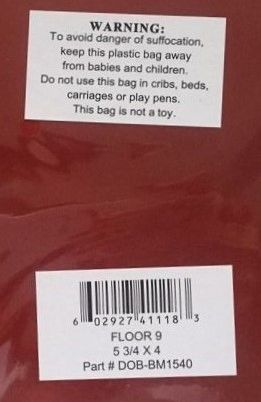 WARNING:
To avoid danger of suffocation,
keep this plastic bag away
from babies and children.
Do not use this bag in cribs, beds,
carriages or play pens.
This bag is not a toy.
6 02927 41118 3
FLOOR 9
5 3/4 X 4
Part # DOB-BM1540